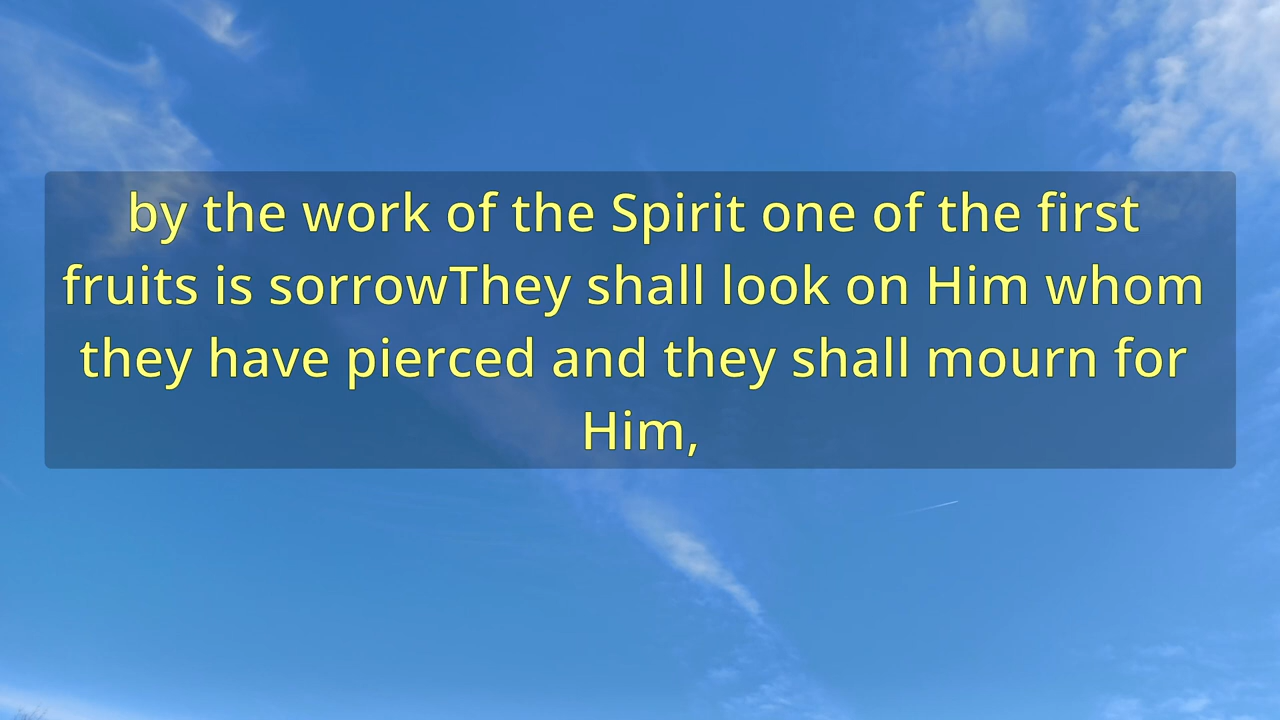 by the work of the Spirit one of the first
fruits is sorrowThey shall look on Him whom
they have pierced and they shall mourn for
Him,